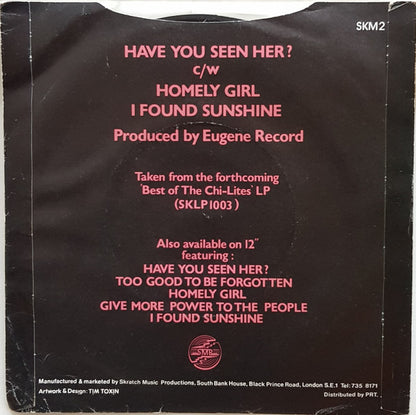 SKM2
HAVE YOU SEEN HER?
c/w
HOMELY GIRL
I FOUND SUNSHINE
Produced by Eugene Record
Taken from the forthcoming
'Best of The Chi-Lites' LP
(SKLP1003)
Also available on 12"
featuring :
HAVE YOU SEEN HER?
TOO GOOD TO BE FORGOTTEN
HOMELY GIRL
GIVE MORE POWER TO THE PEOPLE
I FOUND SUNSHINE
SMP
Manufactured & marketed by Skratch Music Productions, South Bank House, Black Prince Road, London S.E.1 Tel: 735 8171
Artwork & Design: TIM TOXIN
Distributed by PRT.